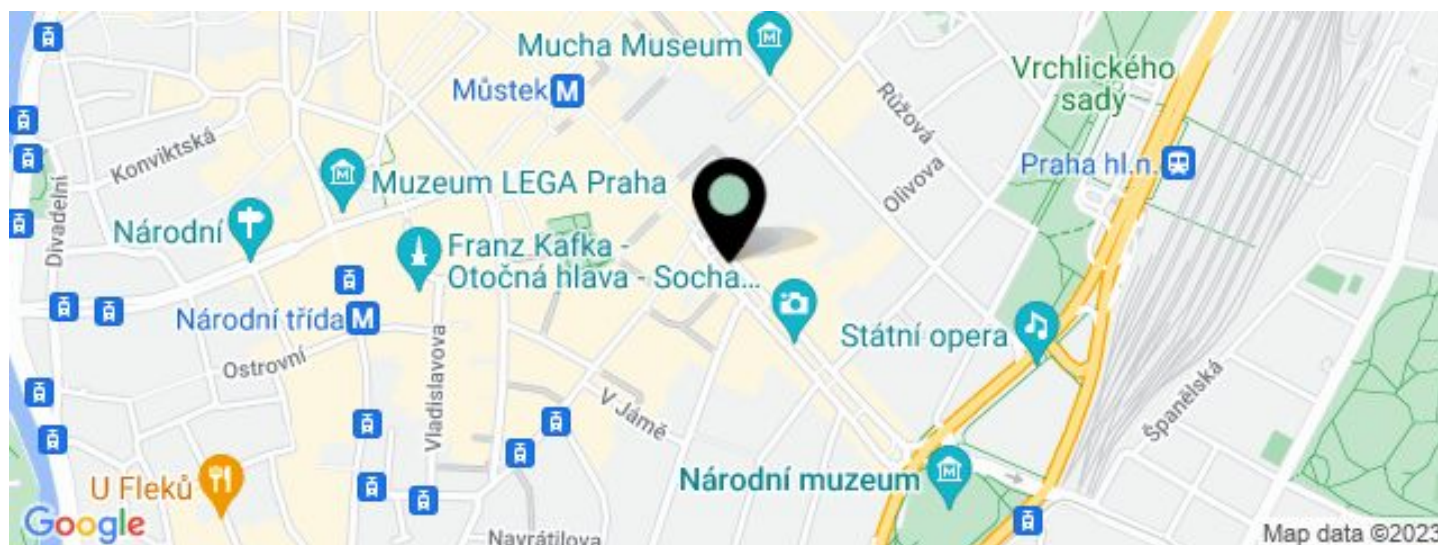 Mucha Museum
Můstek
M
Vrchlického
sady
Růžová
Konviktská
Praha hl.n.
Muzeum LEGA Praha
Olivova
Divadelní
Národní
Franz Kafka -
Otočná hlava - Socha...
Národní třída
M
Státní opera
Ostrovní
Vladislavova
V Jámě
Španělská
Národní muzeum
U Fleků
Google
Navrátilova
Map data ©2023